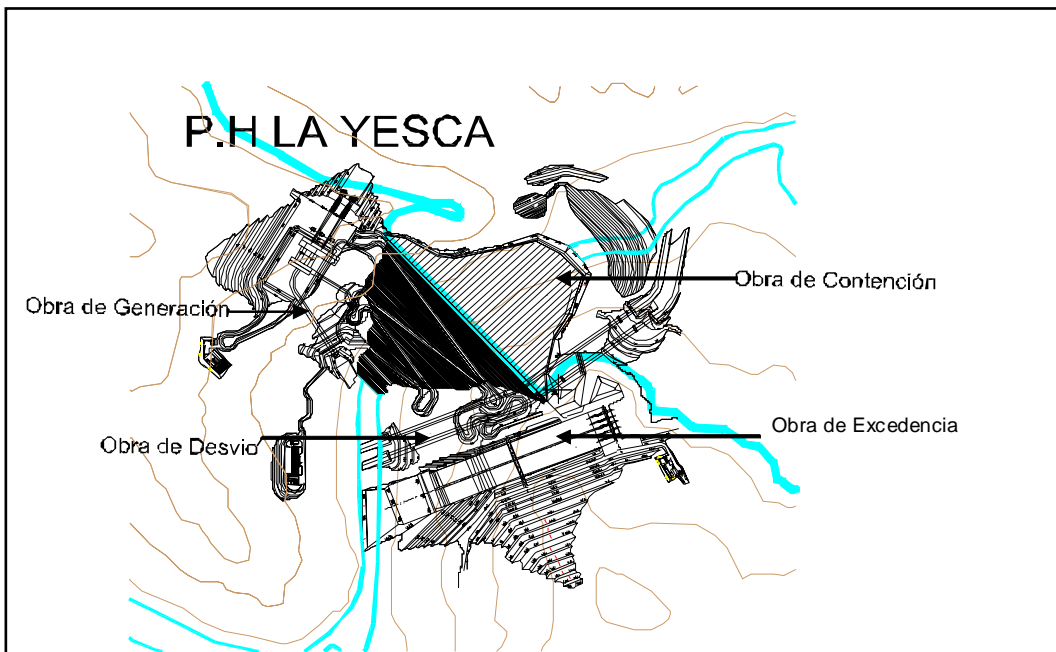 P.H LA YESCA
Obra de Contención
Obra de Generación
Obra de Excedencia
Obra de Desvio